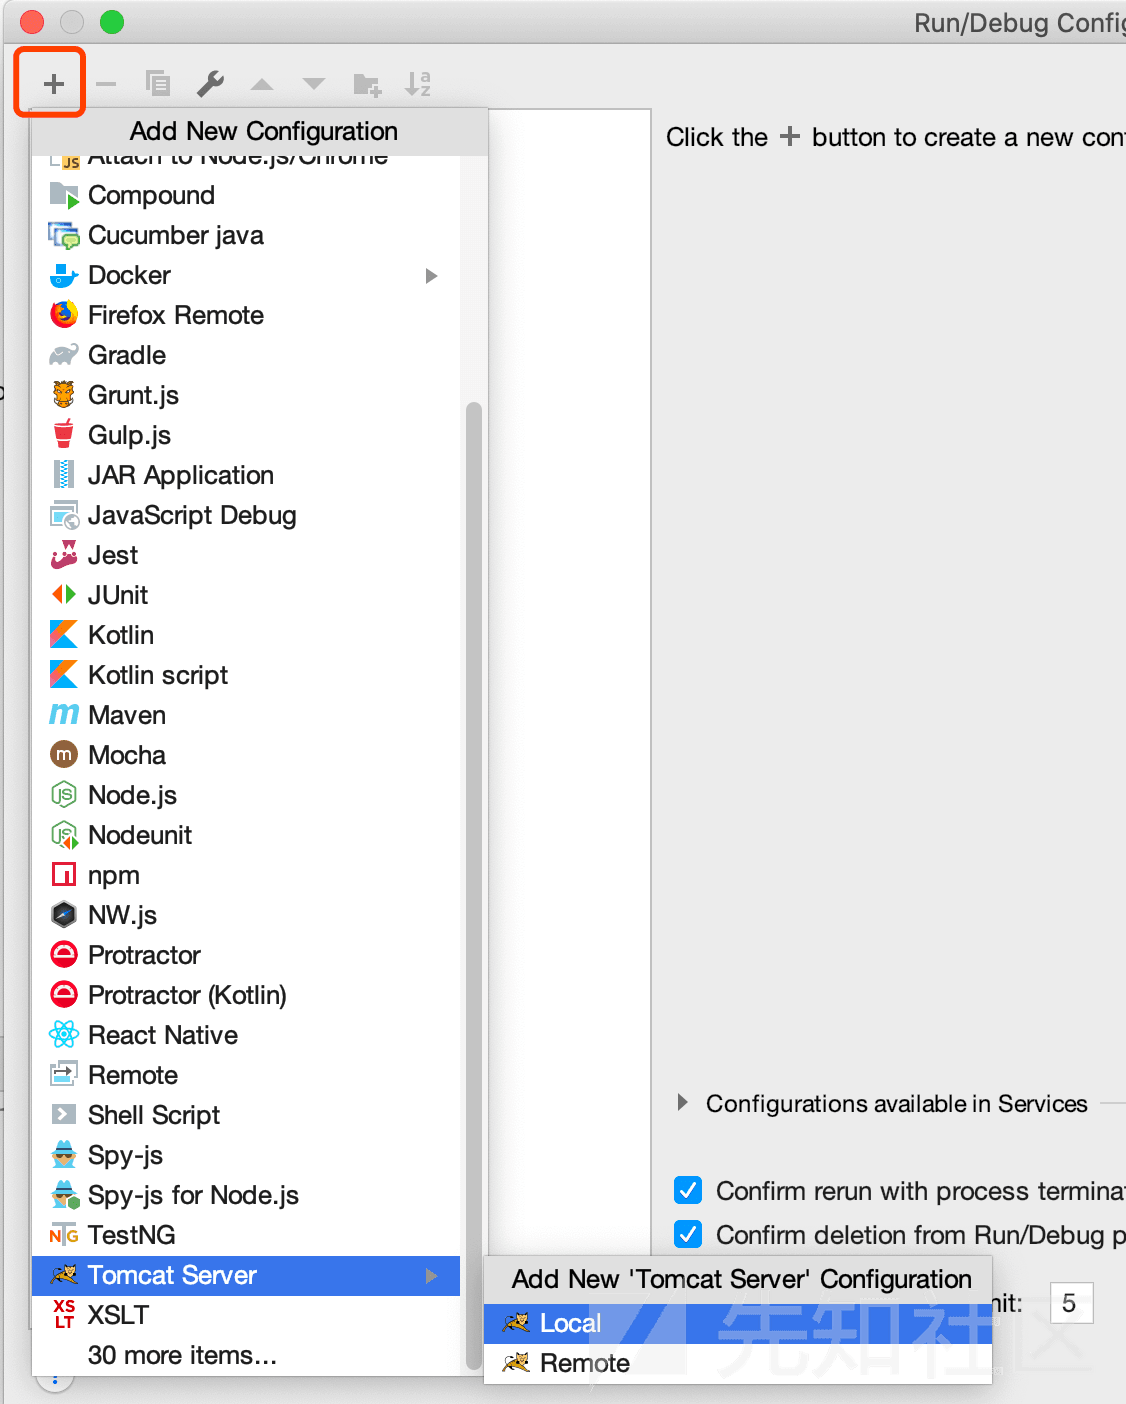 Run/Debug Config
Add New Configuration
Attach to Node.js/Chrome
Click the + button to create a new con
Compound
Cucumber java
Docker
Firefox Remote
Gradle
Grunt.js
Gulp.js
JAR Application
JavaScript Debug
Jest
JUnit
Kotlin
Kotlin script
Maven
Mocha
Node.js
Nodeunit
npm
NW.js
Protractor
Protractor (Kotlin)
React Native
Remote
Configurations available in Services
Shell Script
Spy-js
Spy-js for Node.js
Confirm rerun with process termina
TestNG
Confirm deletion from Run/Debug p
Tomcat Server
Add New 'Tomcat Server' Configuration
XSLT
Local
nit: 5
30 more items...
Remote
先知社区